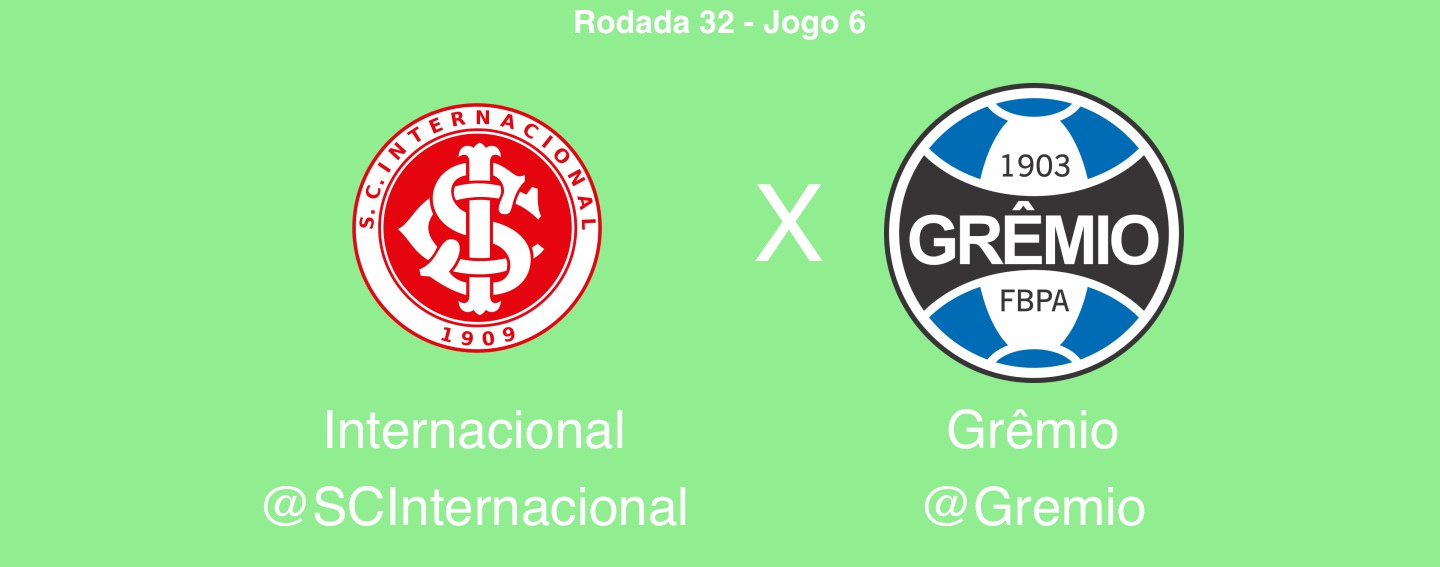 Rodada 32 - Jogo 6
S.C.INTERNACIONAL
1909
X
1903
GRÊMIO
FBPA
Internacional
Grêmio
@SCInternacional
@Gremio